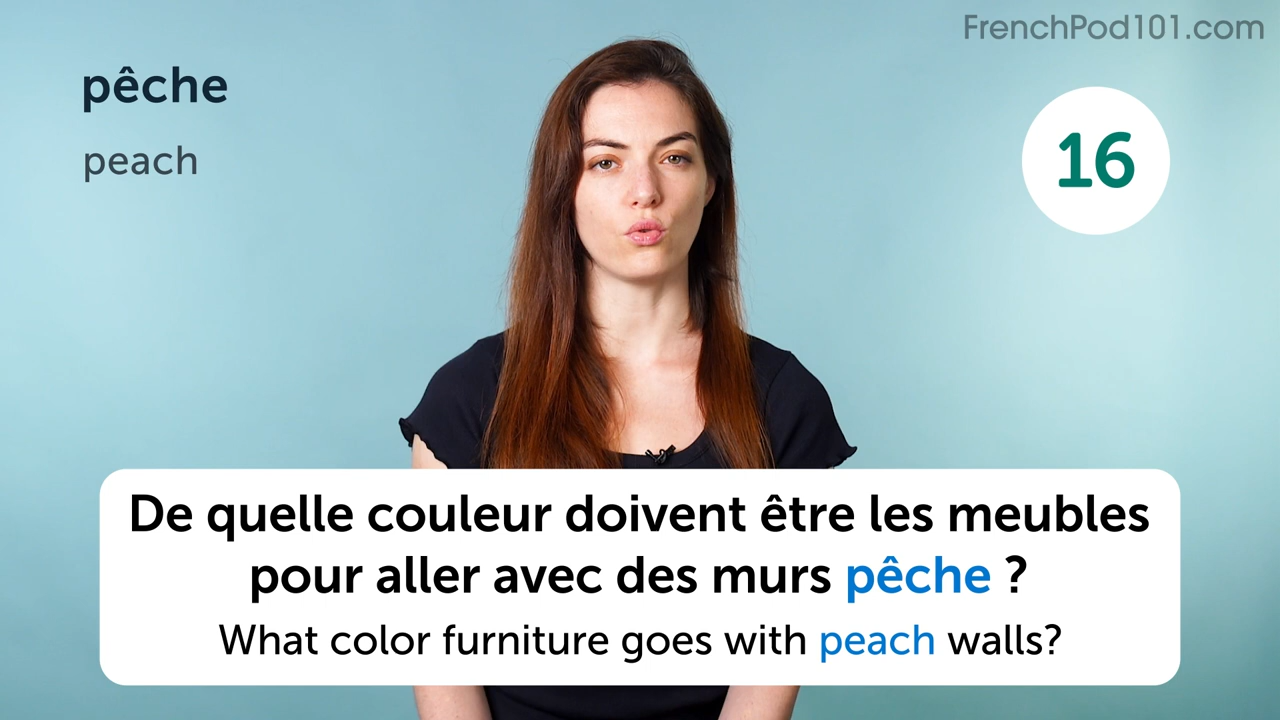 FrenchPod101.com
pêche
peach
16
De quelle couleur doivent être les meubles
pour aller avec des murs pêche ?
What color furniture goes with peach walls?